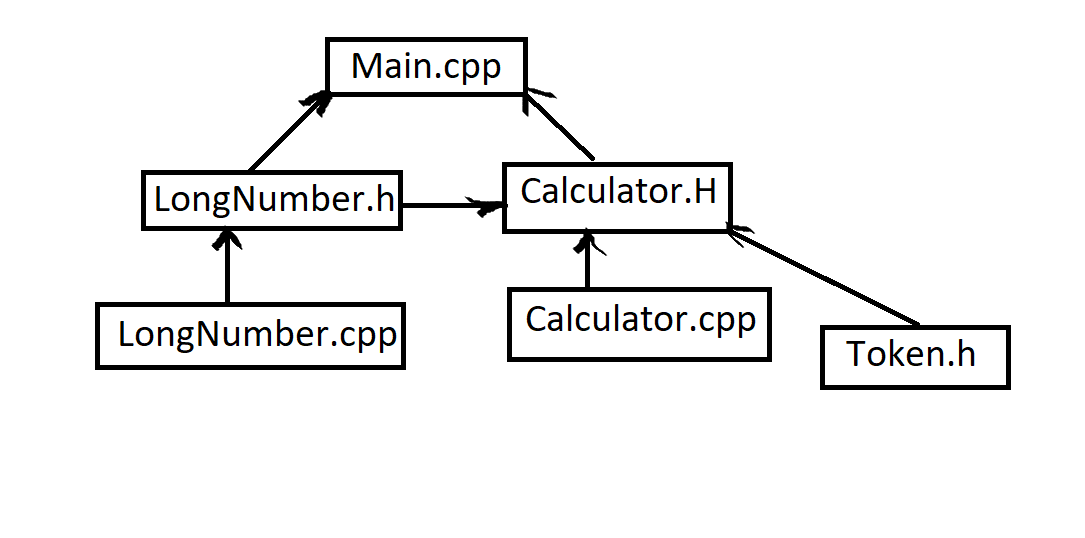 Main.cpp
LongNumber.h
Calculator.H
LongNumber.cpp
Calculator.cpp
Token.h